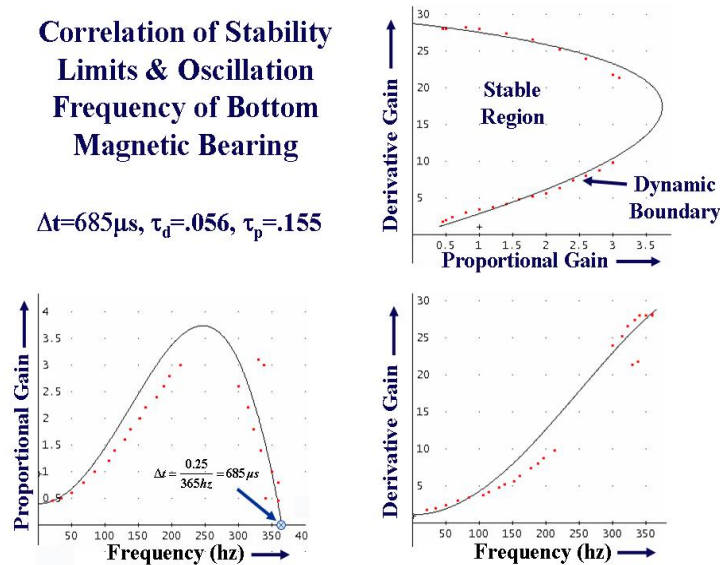 Correlation of Stability
Limits & Oscillation
Frequency of Bottom
Magnetic Bearing
Δt=685μs, τd=.056, τp=.155
30
25
20
15
10
5
0.5 1 1.5 2 2.5 3 3.5
Derivative Gain
Proportional Gain
Stable
Region
Dynamic
Boundary
4
3.5
3
2.5
2
1.5
1
0.5
0 50 100 150 200 250 300 350 40
Proportional Gain
Frequency (hz)
Δt = 0.25 / 365hz = 685 μs
30
25
20
15
10
5
0 50 100 150 200 250 300 350
Derivative Gain
Frequency (hz)